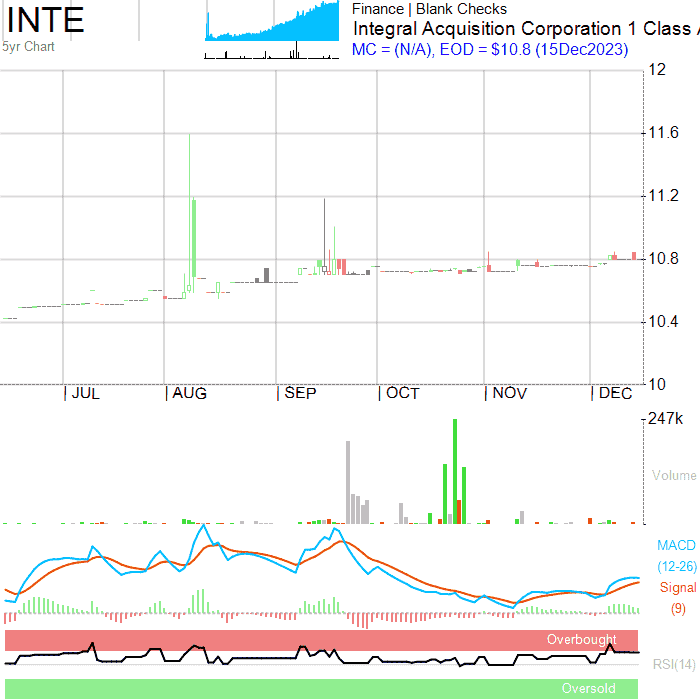 INTE
5yr Chart
Finance | Blank Checks
Integral Acquisition Corporation 1 Class A
MC = (N/A), EOD = $10.8 (15Dec2023)
12
11.6
11.2
10.8
10.4
10
JUL
AUG
SEP
OCT
NOV
DEC
247k
Volume
MACD
(12-26)
Signal
(9)
Overbought
RSI(14)
Oversold